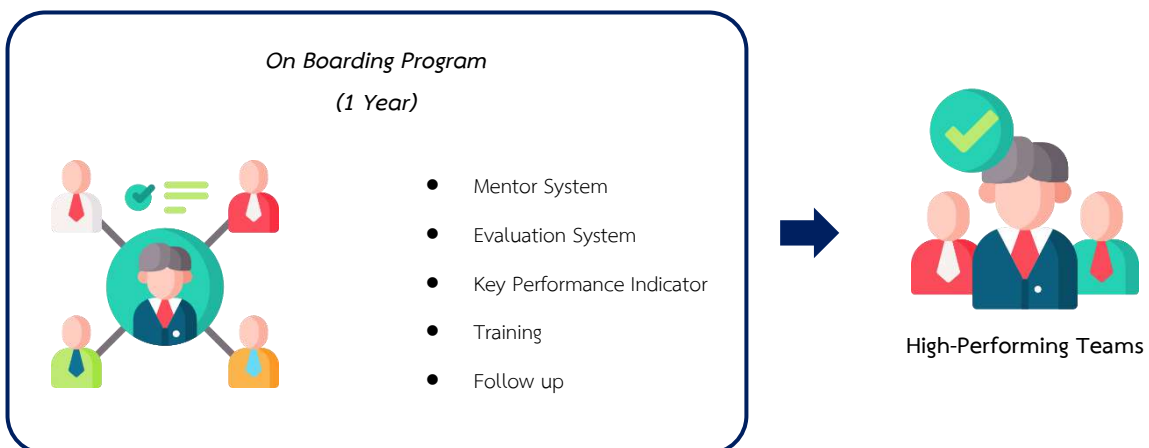 On Boarding Program
(1 Year)
● Mentor System
● Evaluation System
● Key Performance Indicator
● Training
● Follow up
High-Performing Teams